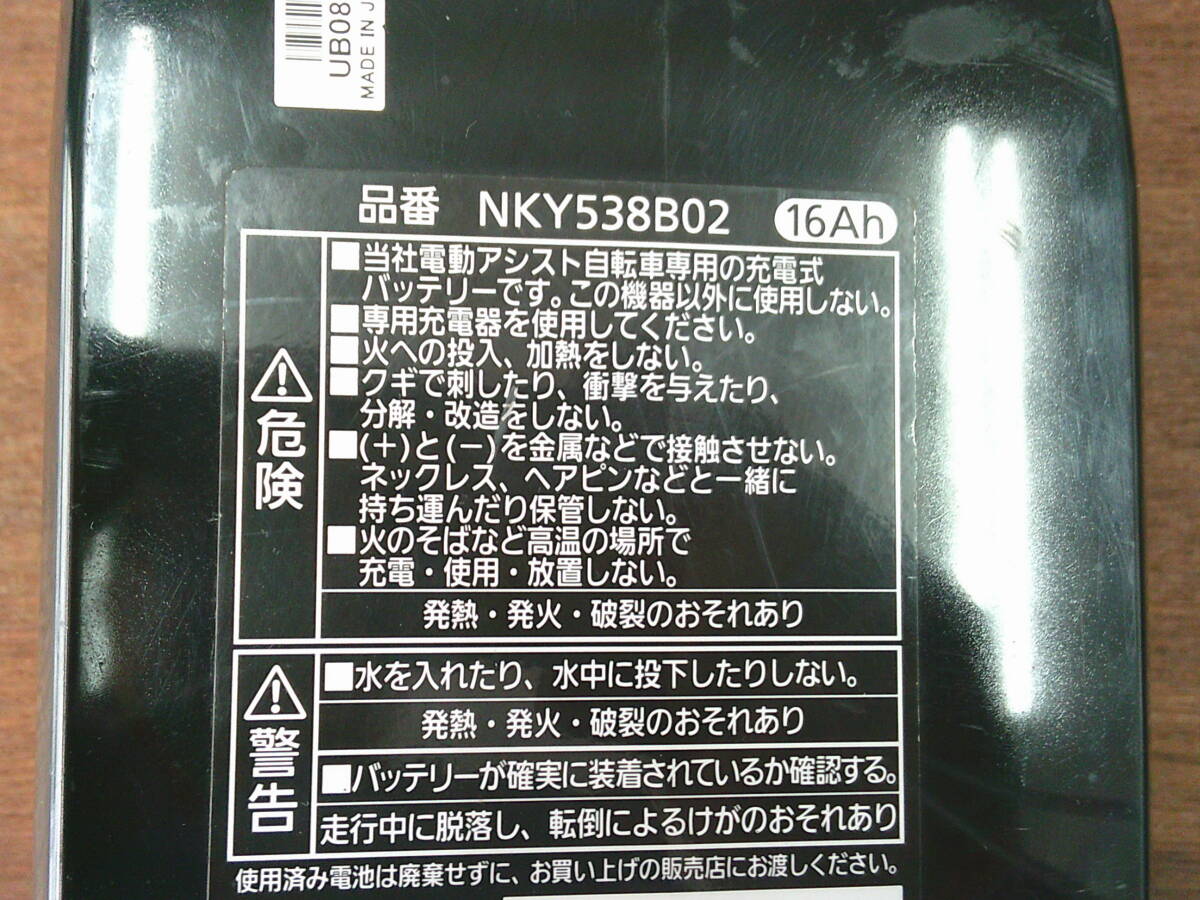 UB08
MADE IN J
品番 NKY538B02 16Ah
危険
■当社電動アシスト自転車専用の充電式
バッテリーです。この機器以外に使用しない。
■専用充電器を使用してください。
■火への投入、加熱をしない。
■クギで刺したり、衝撃を与えたり、
分解・改造をしない。
■(+)と(−)を金属などで接触させない。
ネックレス、ヘアピンなどと一緒に
持ち運んだり保管しない。
■火のそばなど高温の場所で
充電・使用・放置しない。
発熱・発火・破裂のおそれあり
警告
■水を入れたり、水中に投下したりしない。
発熱・発火・破裂のおそれあり
■バッテリーが確実に装着されているか確認する。
走行中に脱落し、転倒によるけがのおそれあり
使用済み電池は廃棄せずに、お買い上げの販売店にお渡しください。